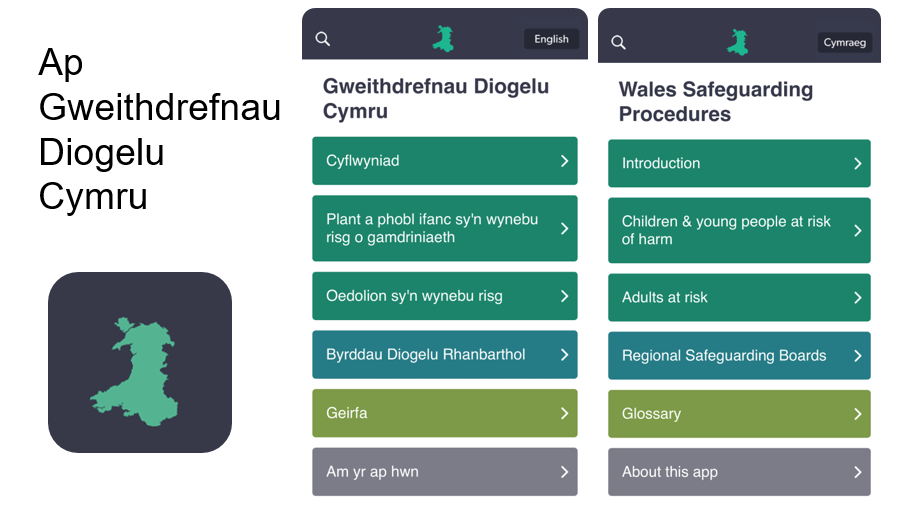 Ap
Gweithdrefnau
Diogelu
Cymru
English
Gweithdrefnau Diogelu
Cymru
Cyflwyniad
Plant a phobl ifanc sy'n wynebu
risg o gamdriniaeth
Oedolion sy'n wynebu risg
Byrddau Diogelu Rhanbarthol
Geirfa
Am yr ap hwn
Cymraeg
Wales Safeguarding
Procedures
Introduction
Children & young people at risk
of harm
Adults at risk
Regional Safeguarding Boards
Glossary
About this app